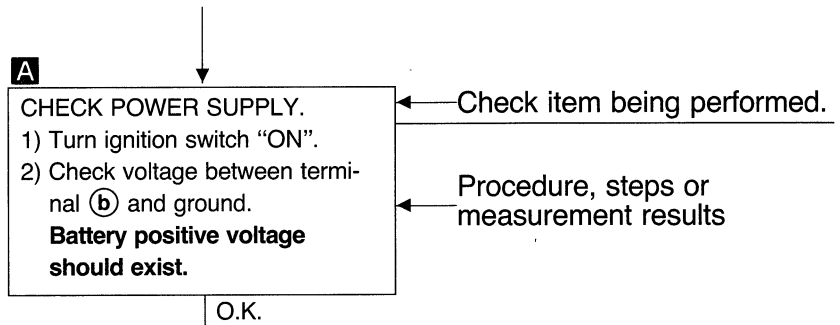 A
CHECK POWER SUPPLY.
1) Turn ignition switch “ON”.
2) Check voltage between termi-
nal ⓑ and ground.
Battery positive voltage
should exist.
O.K.
Check item being performed.
Procedure, steps or
measurement results